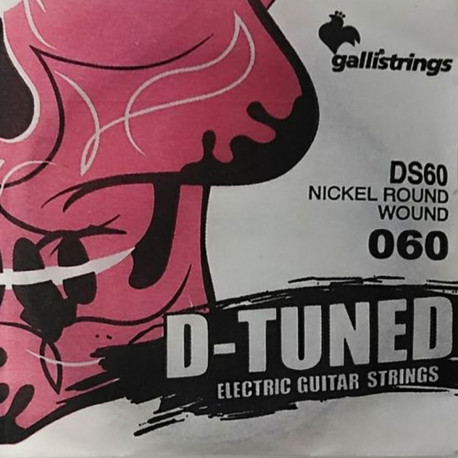 gallistrings
DS60
NICKEL ROUND
WOUND
060
D-TUNED
ELECTRIC GUITAR STRINGS